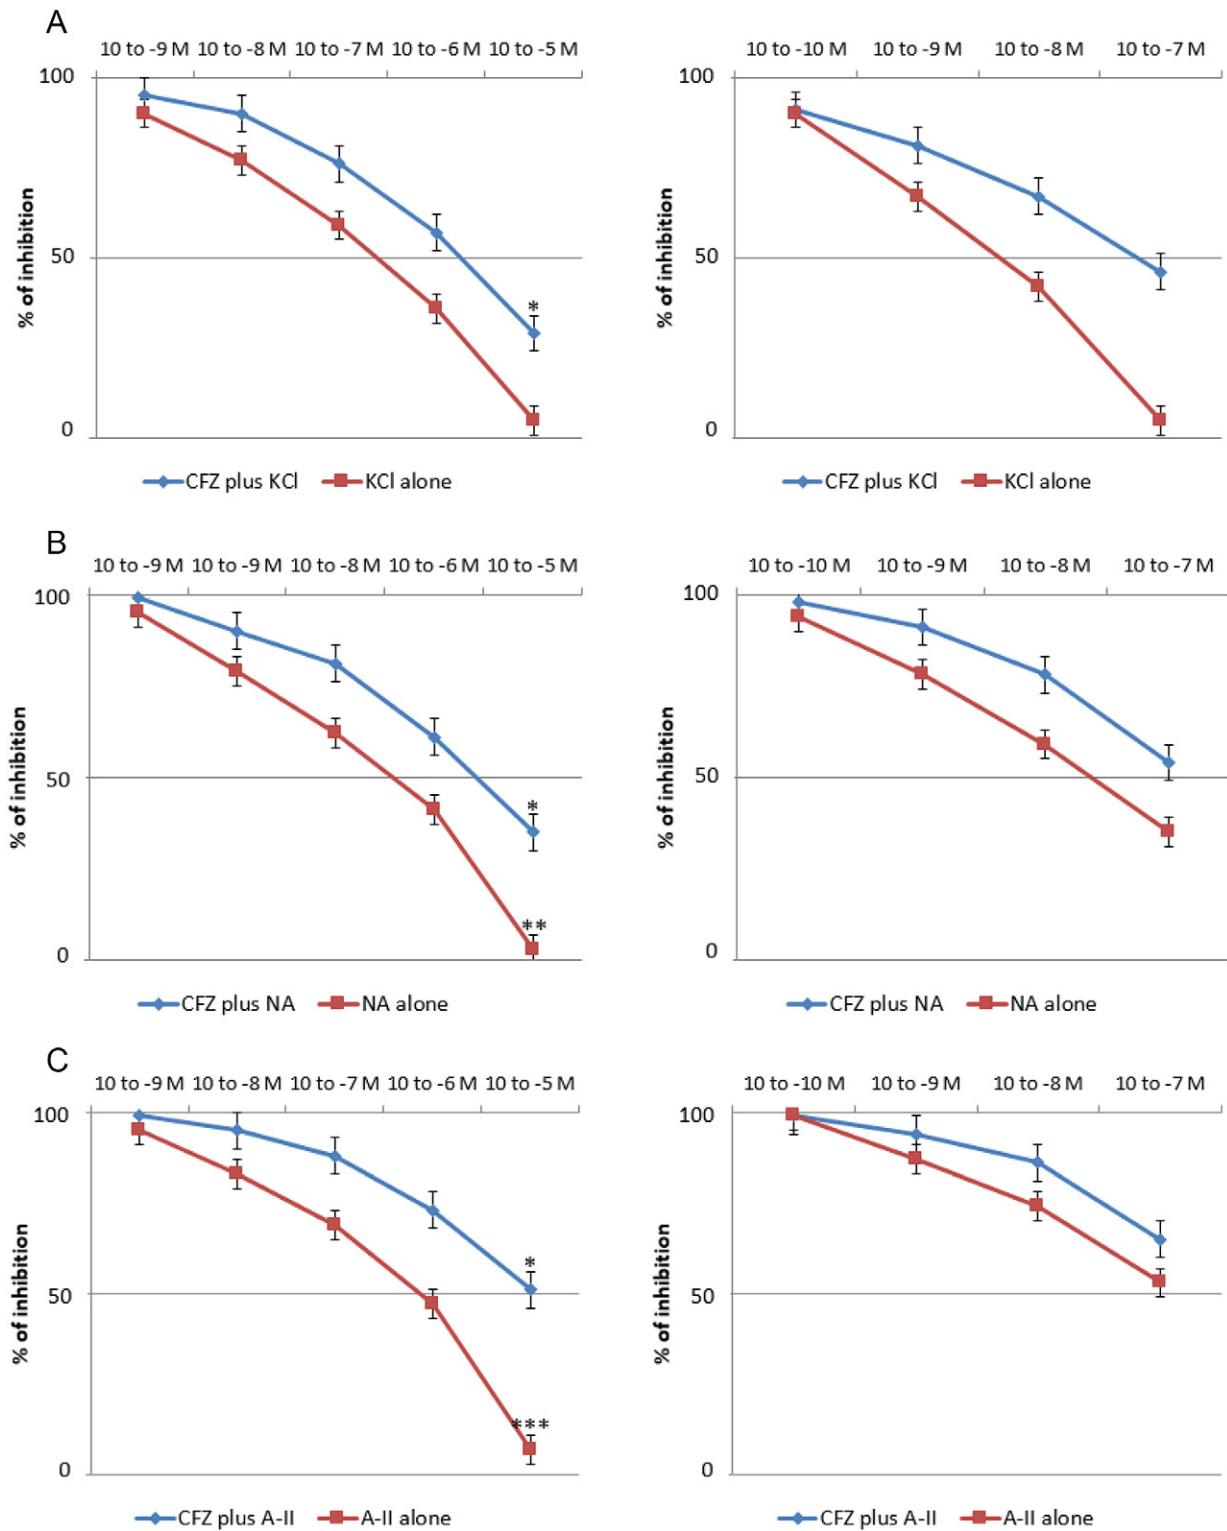 A
10 to -9 M 10 to -8 M 10 to -7 M 10 to -6 M 10 to -5 M
100
50
0
% of inhibition
*
CFZ plus KCl KCl alone
10 to -10 M 10 to -9 M 10 to -8 M 10 to -7 M
100
50
0
% of inhibition
CFZ plus KCl KCl alone
B
10 to -9 M 10 to -9 M 10 to -8 M 10 to -6 M 10 to -5 M
100
50
0
% of inhibition
*
**
CFZ plus NA NA alone
10 to -10 M 10 to -9 M 10 to -8 M 10 to -7 M
100
50
0
% of inhibition
CFZ plus NA NA alone
C
10 to -9 M 10 to -8 M 10 to -7 M 10 to -6 M 10 to -5 M
100
50
0
% of inhibition
*
***
CFZ plus A-II A-II alone
10 to -10 M 10 to -9 M 10 to -8 M 10 to -7 M
100
50
0
% of inhibition
CFZ plus A-II A-II alone